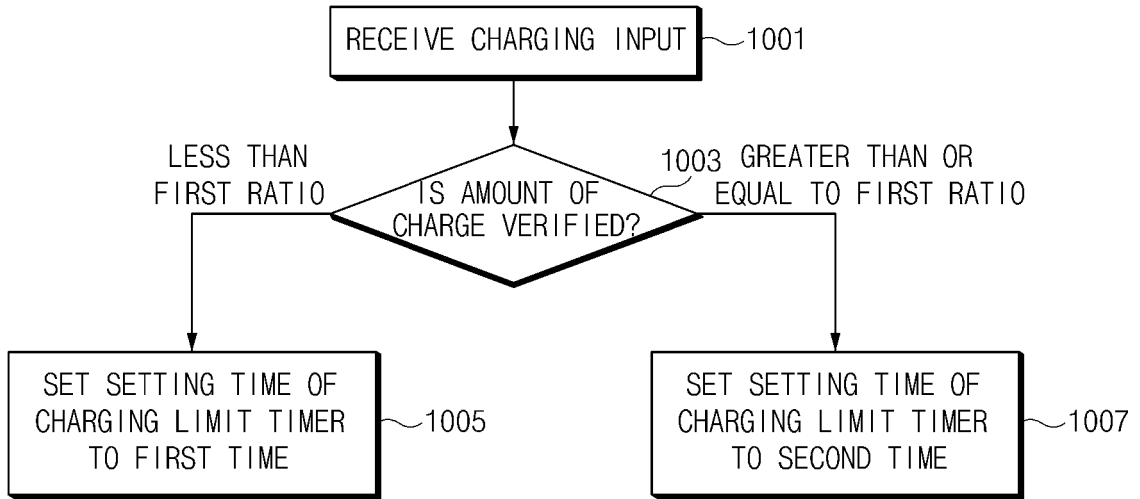 RECEIVE CHARGING INPUT
1001
LESS THAN
FIRST RATIO
1003
GREATER THAN OR
EQUAL TO FIRST RATIO
IS AMOUNT OF
CHARGE VERIFIED?
SET SETTING TIME OF
CHARGING LIMIT TIMER
TO FIRST TIME
1005
SET SETTING TIME OF
CHARGING LIMIT TIMER
TO SECOND TIME
1007